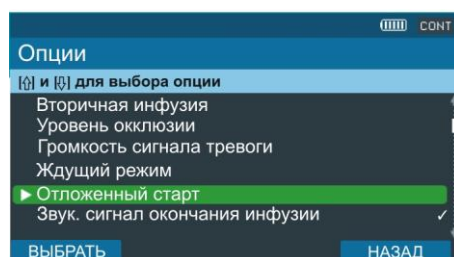 CONT
Опции
[⇧] и [⇩] для выбора опции
Вторичная инфузия
Уровень окклюзии
Громкость сигнала тревоги
Ждущий режим
▶ Отложенный старт
Звук. сигнал окончания инфузии ✓
ВЫБРАТЬ НАЗАД